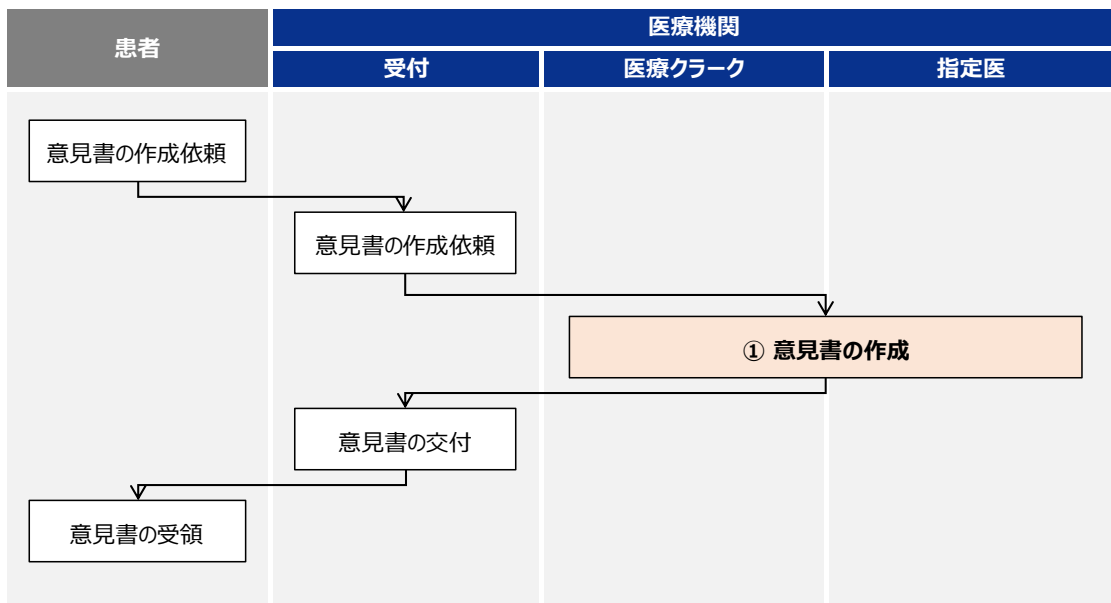 患者
医療機関
受付
医療クラーク
指定医
意見書の作成依頼
意見書の作成依頼
① 意見書の作成
意見書の交付
意見書の受領